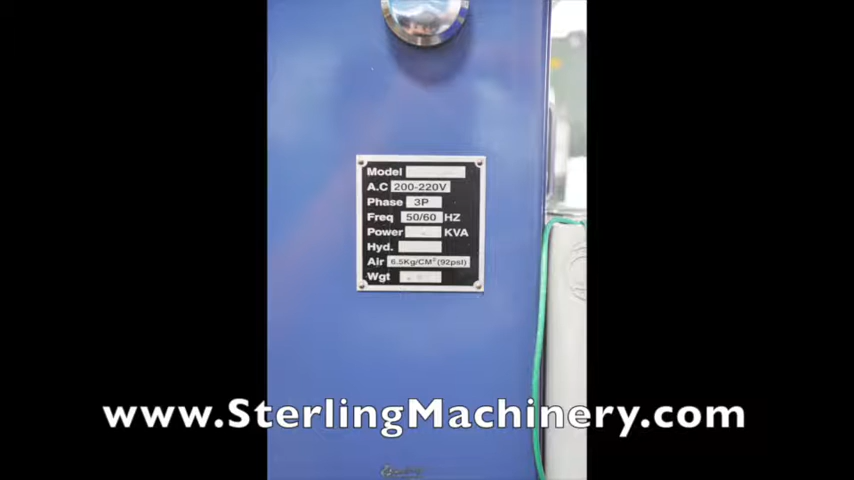 Model
A.C 200-220V
Phase 3P
Freq 50/60 HZ
Power KVA
Hyd.
Air 6.5Kg/CM² (92psi)
Wgt
www.SterlingMachinery.com